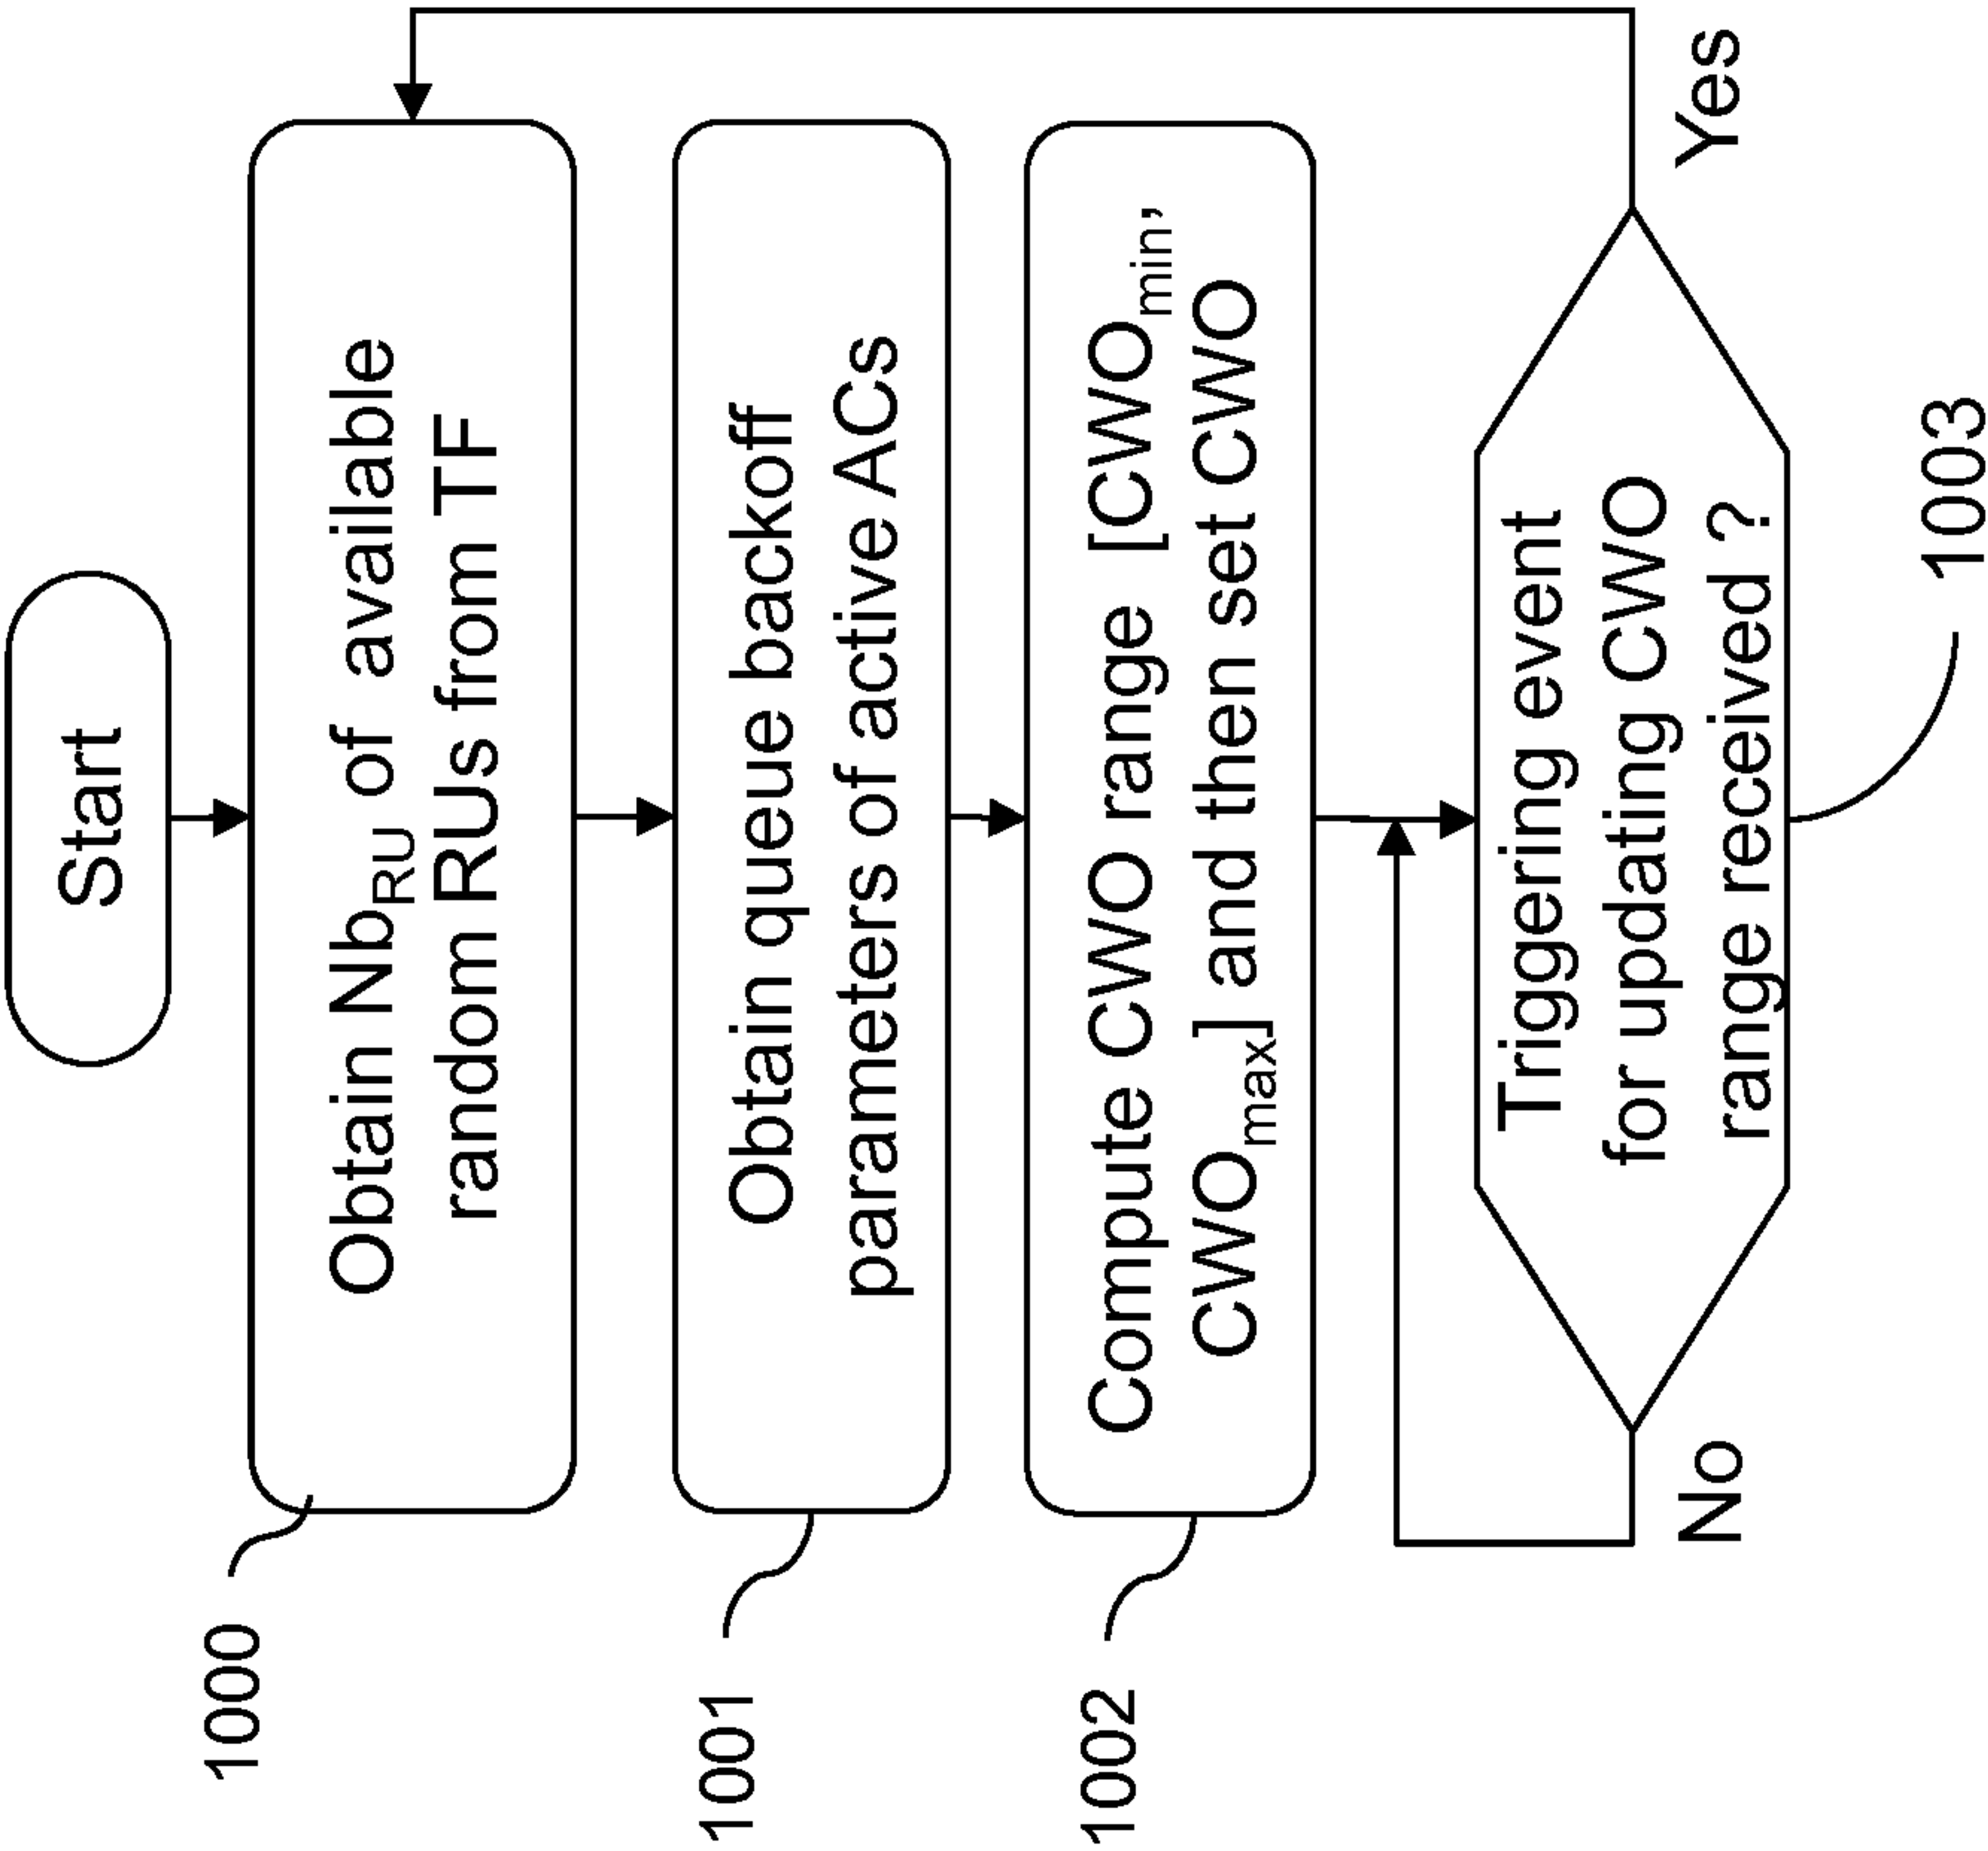 Start
1000
Obtain Nb_RU of available
random RUs from TF
1001
Obtain queue backoff
parameters of active ACs
1002
Compute CWO range [CWO_min,
CWO_max] and then set CWO
Triggering event
for updating CWO
range received ?
No
Yes
1003